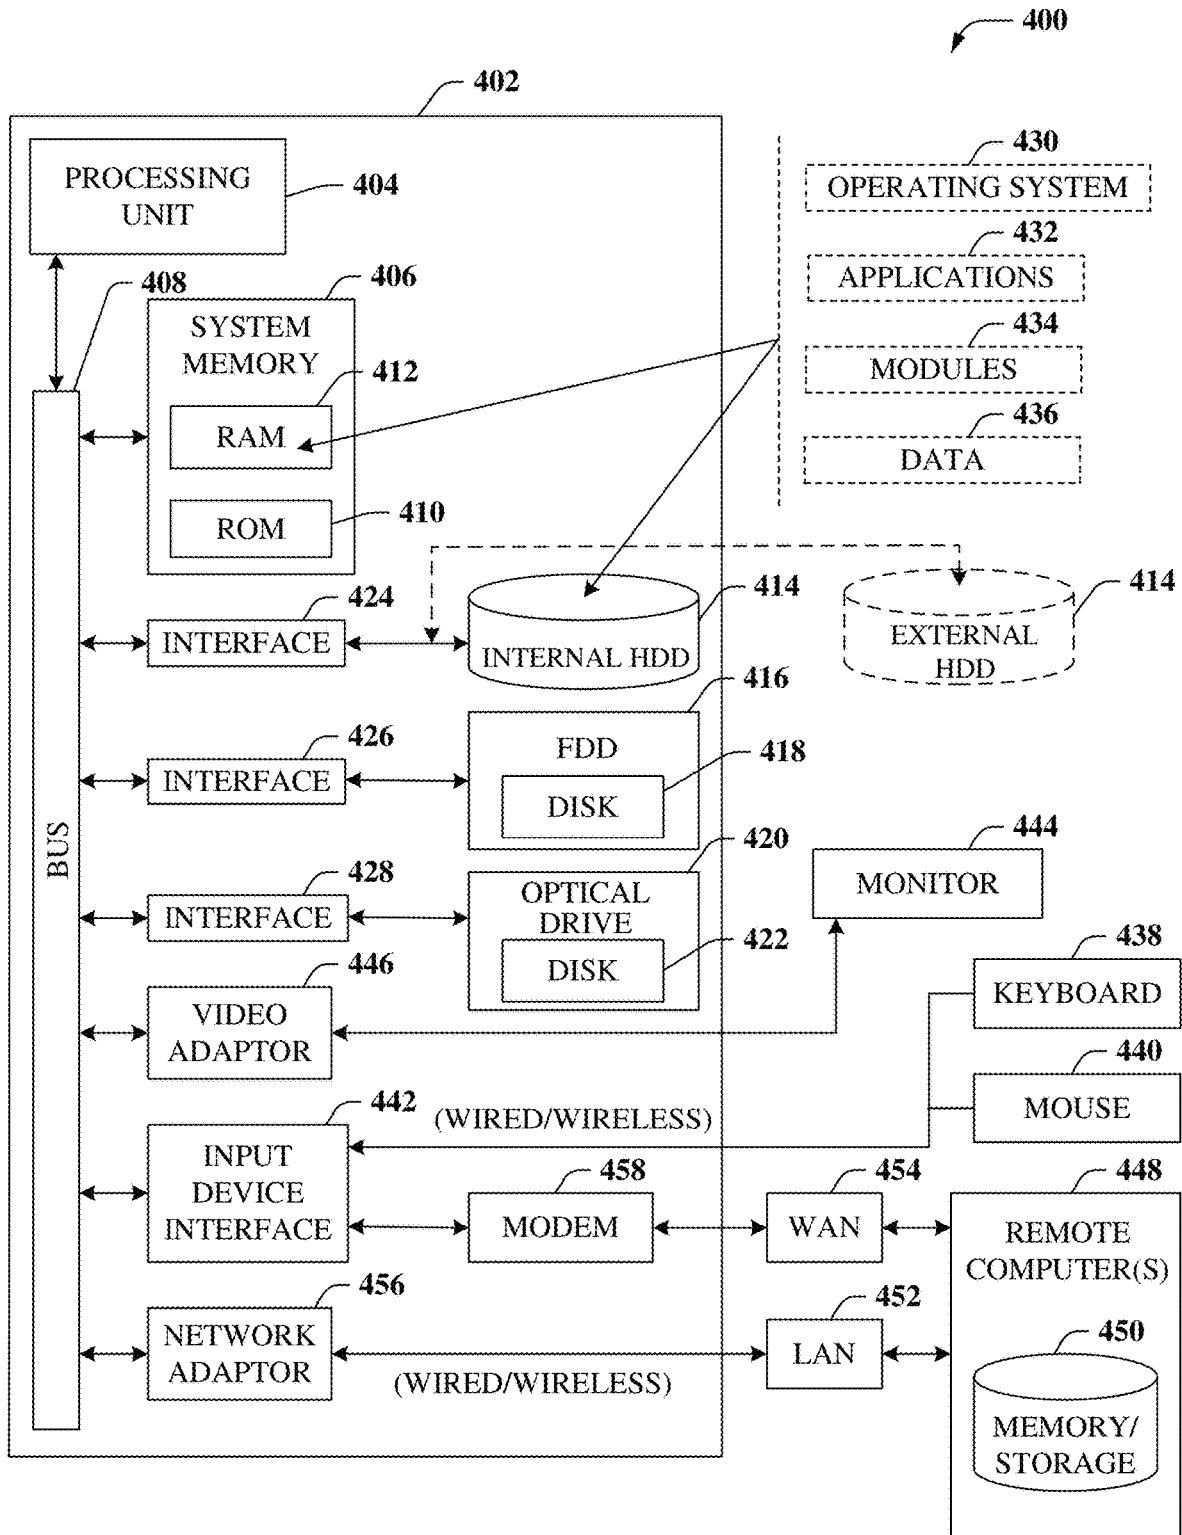 400
402
PROCESSING
UNIT
404
430
OPERATING SYSTEM
432
APPLICATIONS
434
MODULES
436
DATA
408
406
SYSTEM
MEMORY
412
RAM
410
ROM
424
INTERFACE
414
INTERNAL HDD
414
EXTERNAL
HDD
416
FDD
418
DISK
426
INTERFACE
BUS
420
OPTICAL
DRIVE
422
DISK
428
INTERFACE
444
MONITOR
446
VIDEO
ADAPTOR
438
KEYBOARD
440
MOUSE
442
INPUT
DEVICE
INTERFACE
(WIRED/WIRELESS)
458
MODEM
454
WAN
448
REMOTE
COMPUTER(S)
456
NETWORK
ADAPTOR
(WIRED/WIRELESS)
452
LAN
450
MEMORY/
STORAGE